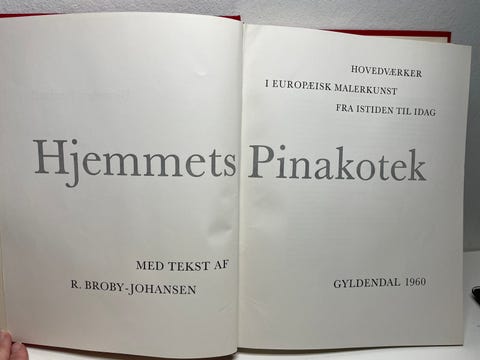 HOVEDVÆRKER
I EUROPÆISK MALERKUNST
FRA ISTIDEN TIL IDAG
Hjemmets Pinakotek
MED TEKST AF
R. BROBY-JOHANSEN
GYLDENDAL 1960